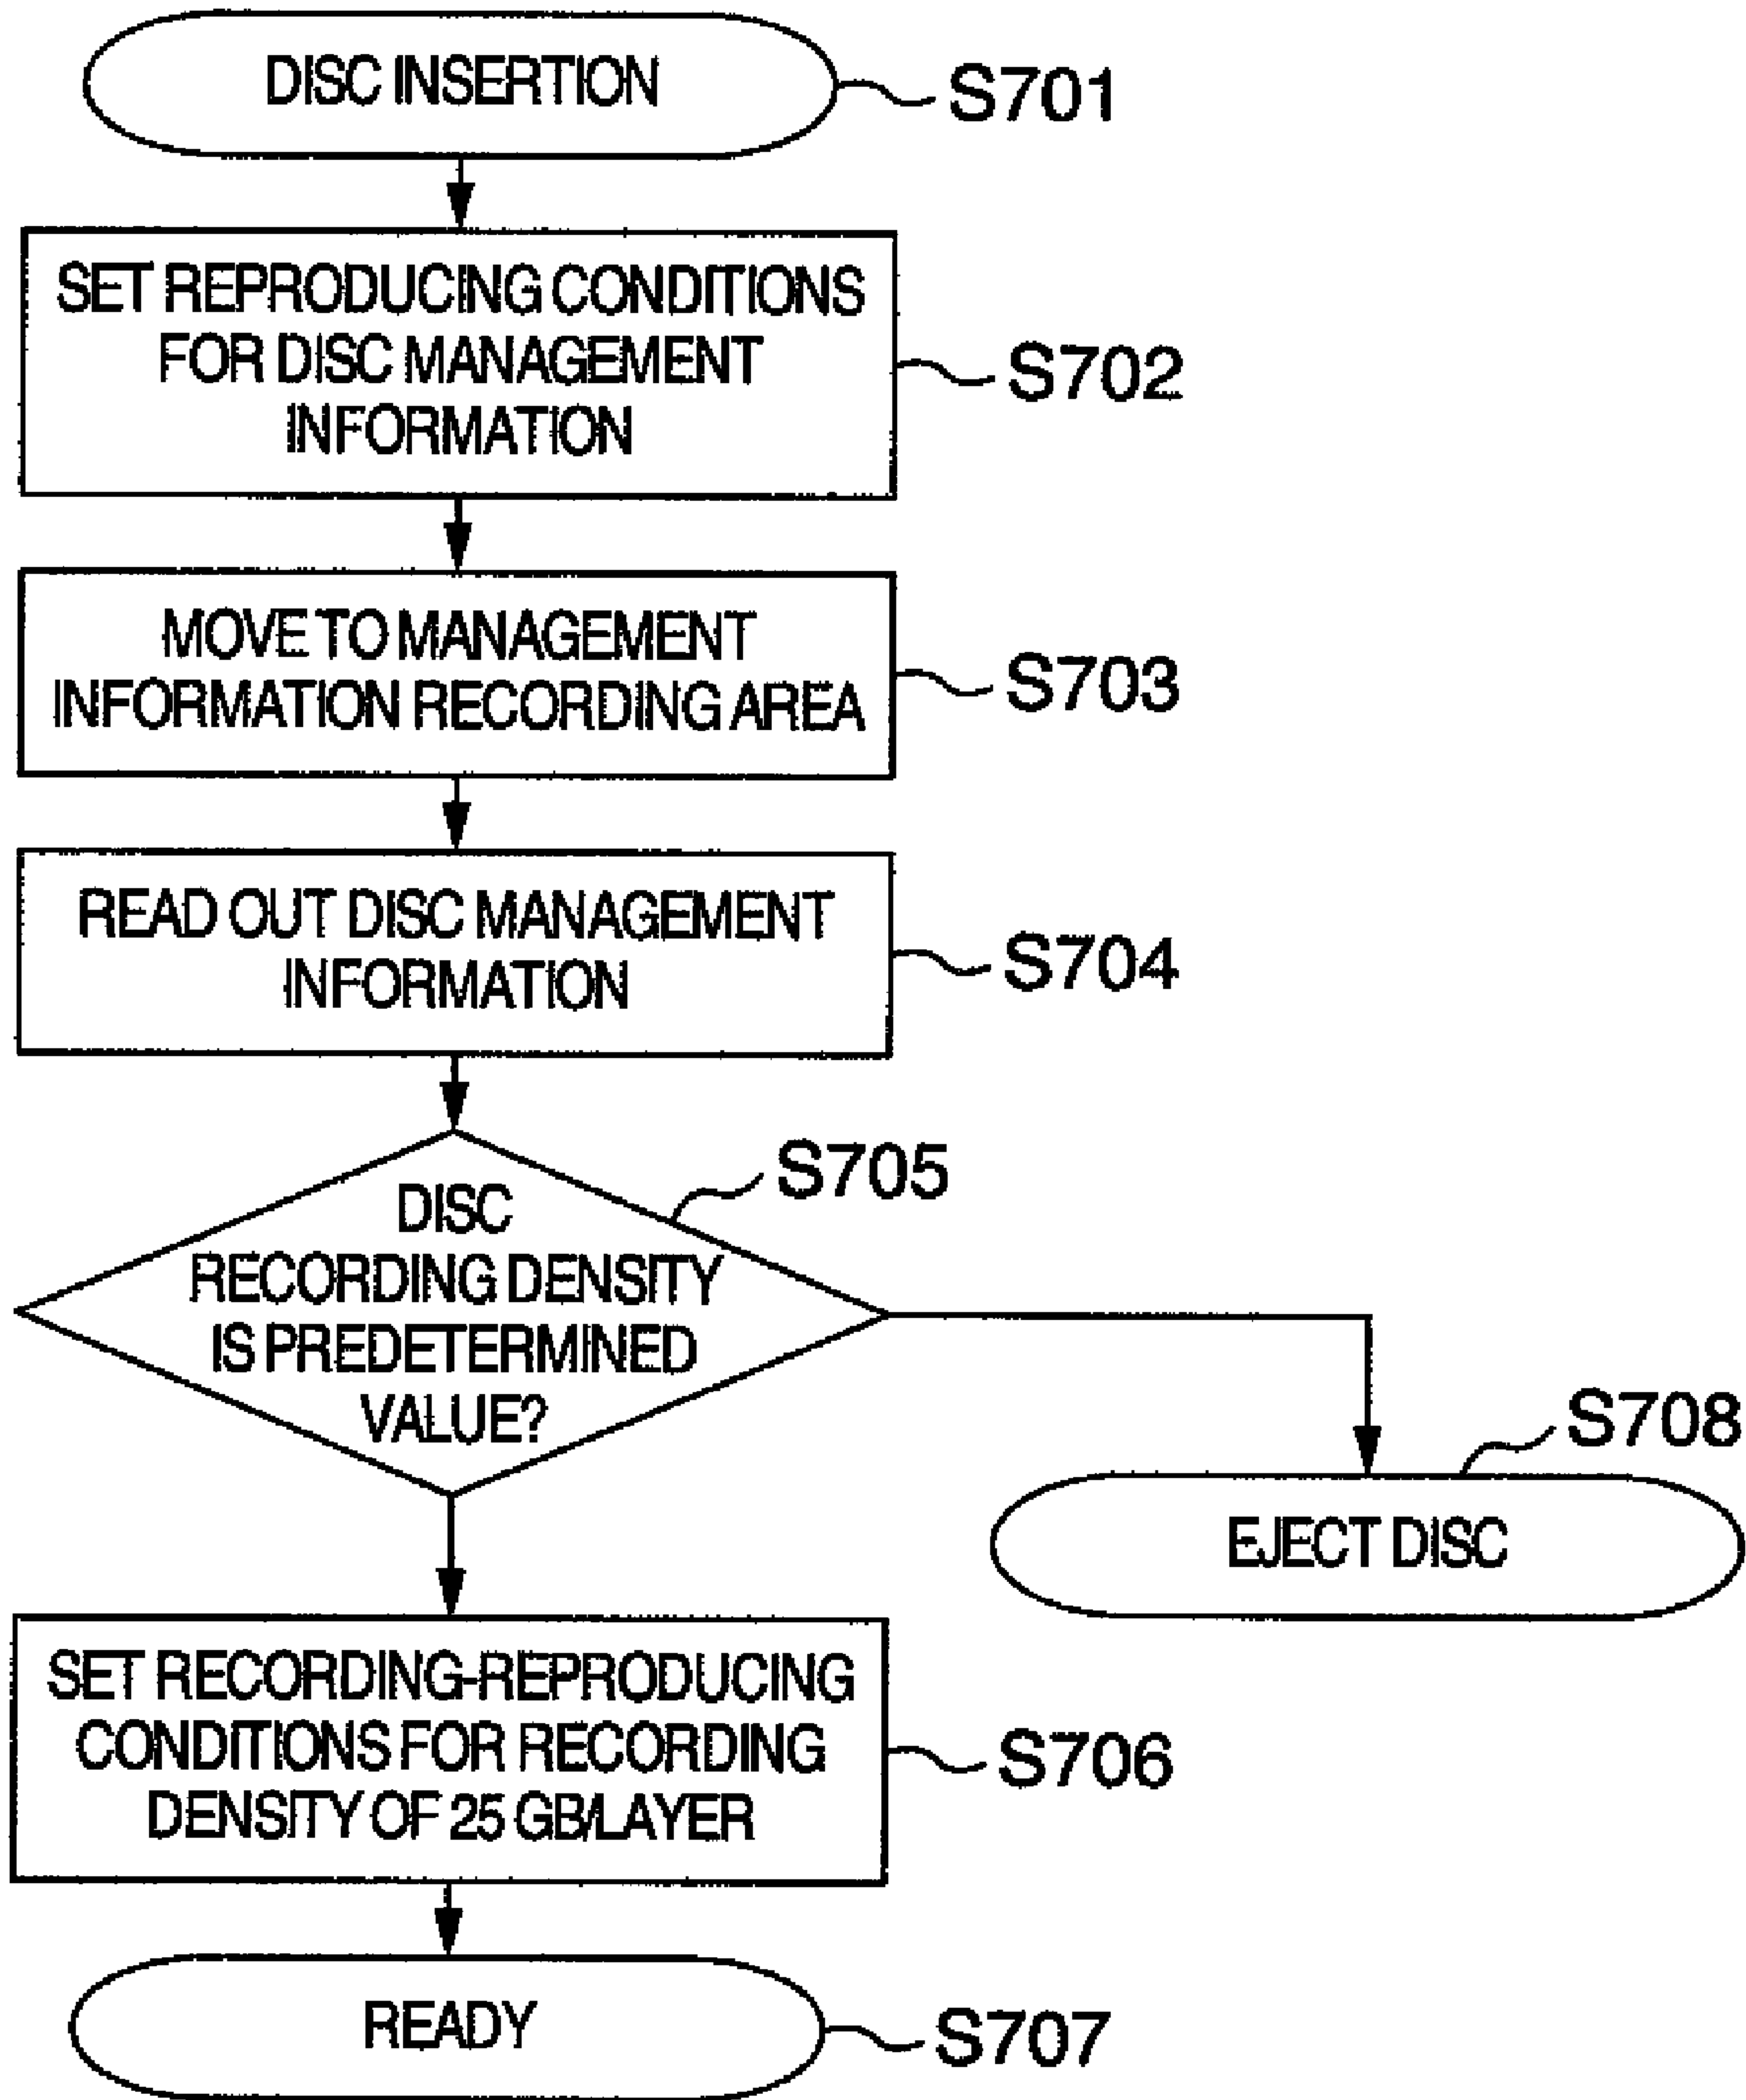 DISC INSERTION
S701
SET REPRODUCING CONDITIONS
FOR DISC MANAGEMENT
INFORMATION
S702
MOVE TO MANAGEMENT
INFORMATION RECORDING AREA
S703
READ OUT DISC MANAGEMENT
INFORMATION
S704
S705
DISC
RECORDING DENSITY
IS PREDETERMINED
VALUE?
S708
EJECT DISC
SET RECORDING-REPRODUCING
CONDITIONS FOR RECORDING
DENSITY OF 25 GB/LAYER
S706
READY
S707